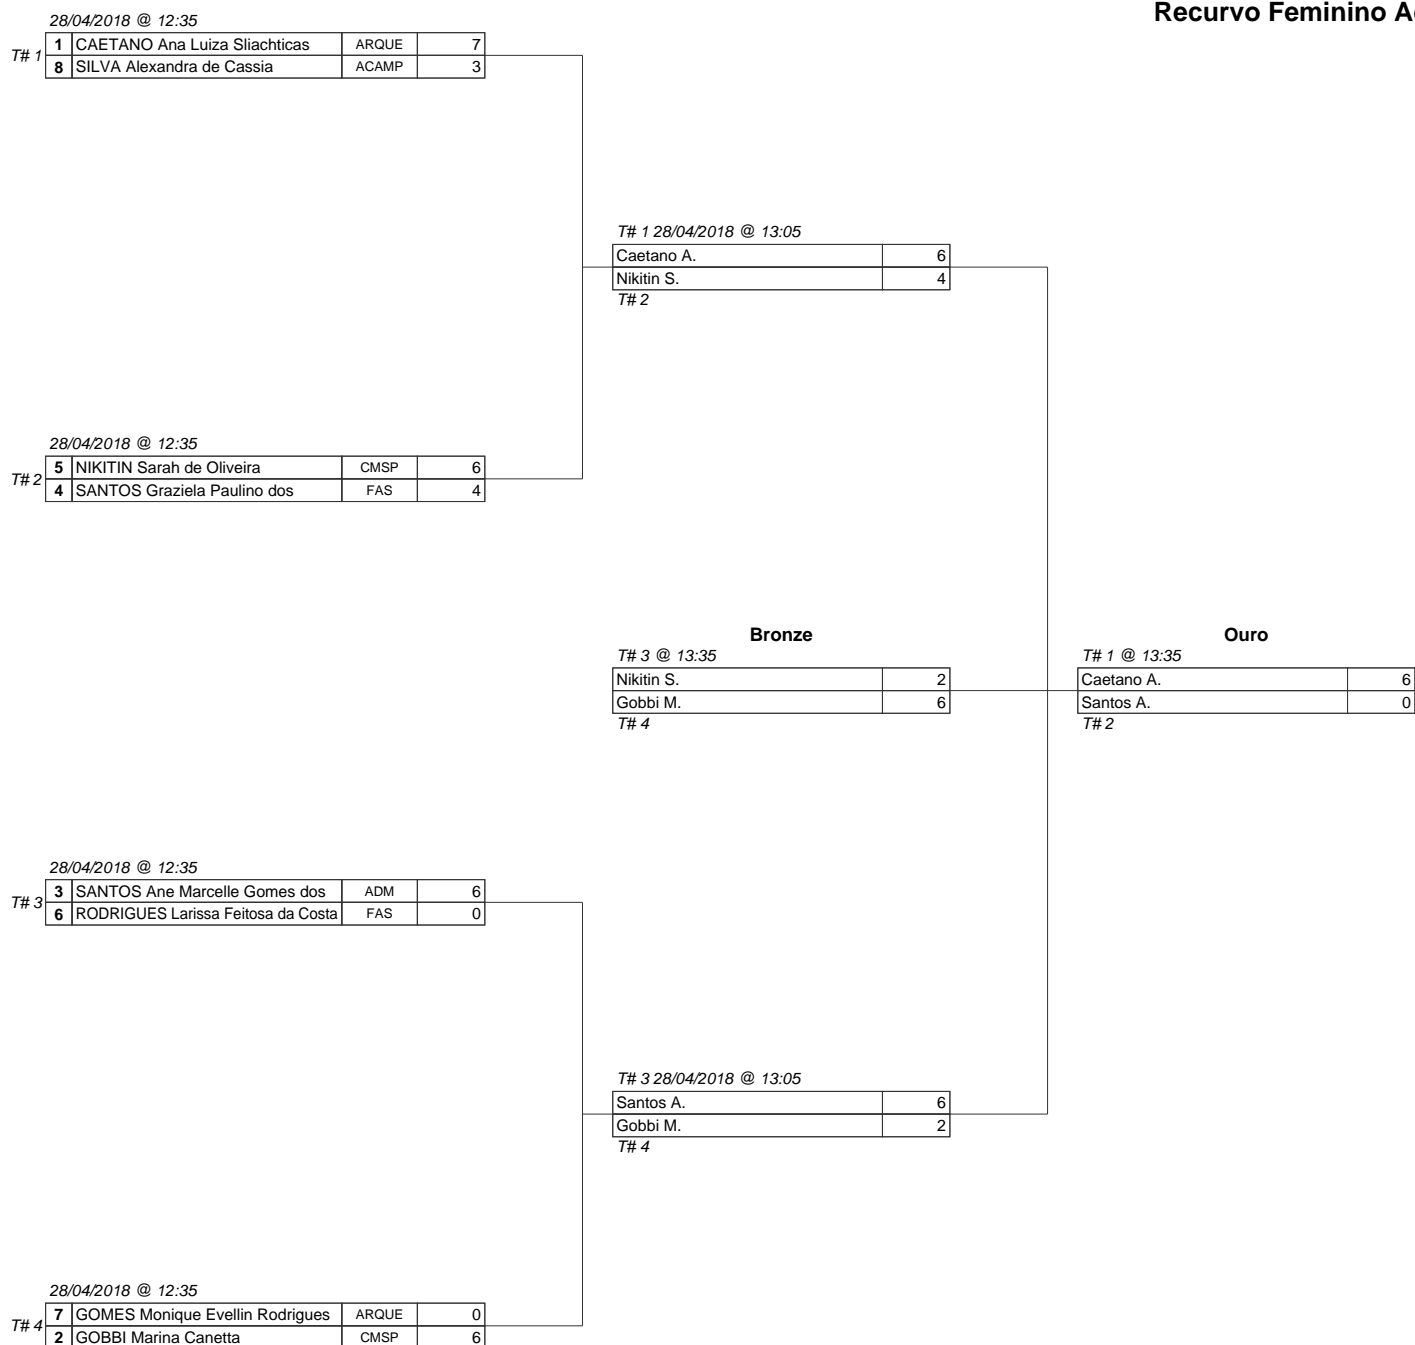 Recurvo Feminino
28/04/2018 @ 12:35
T# 1
1 CAETANO Ana Luiza Sliachticas ARQUE 7
8 SILVA Alexandra de Cassia ACAMP 3
T# 1 28/04/2018 @ 13:05
Caetano A. 6
Nikitin S. 4
T# 2
28/04/2018 @ 12:35
T# 2
5 NIKITIN Sarah de Oliveira CMSP 6
4 SANTOS Graziela Paulino dos FAS 4
Bronze
T# 3 @ 13:35
Nikitin S. 2
Gobbi M. 6
T# 4
Ouro
T# 1 @ 13:35
Caetano A. 6
Santos A. 0
T# 2
28/04/2018 @ 12:35
T# 3
3 SANTOS Ane Marcelle Gomes dos ADM 6
6 RODRIGUES Larissa Feitosa da Costa FAS 0
T# 3 28/04/2018 @ 13:05
Santos A. 6
Gobbi M. 2
T# 4
28/04/2018 @ 12:35
T# 4
7 GOMES Monique Evellin Rodrigues ARQUE 0
2 GOBBI Marina Canetta CMSP 6